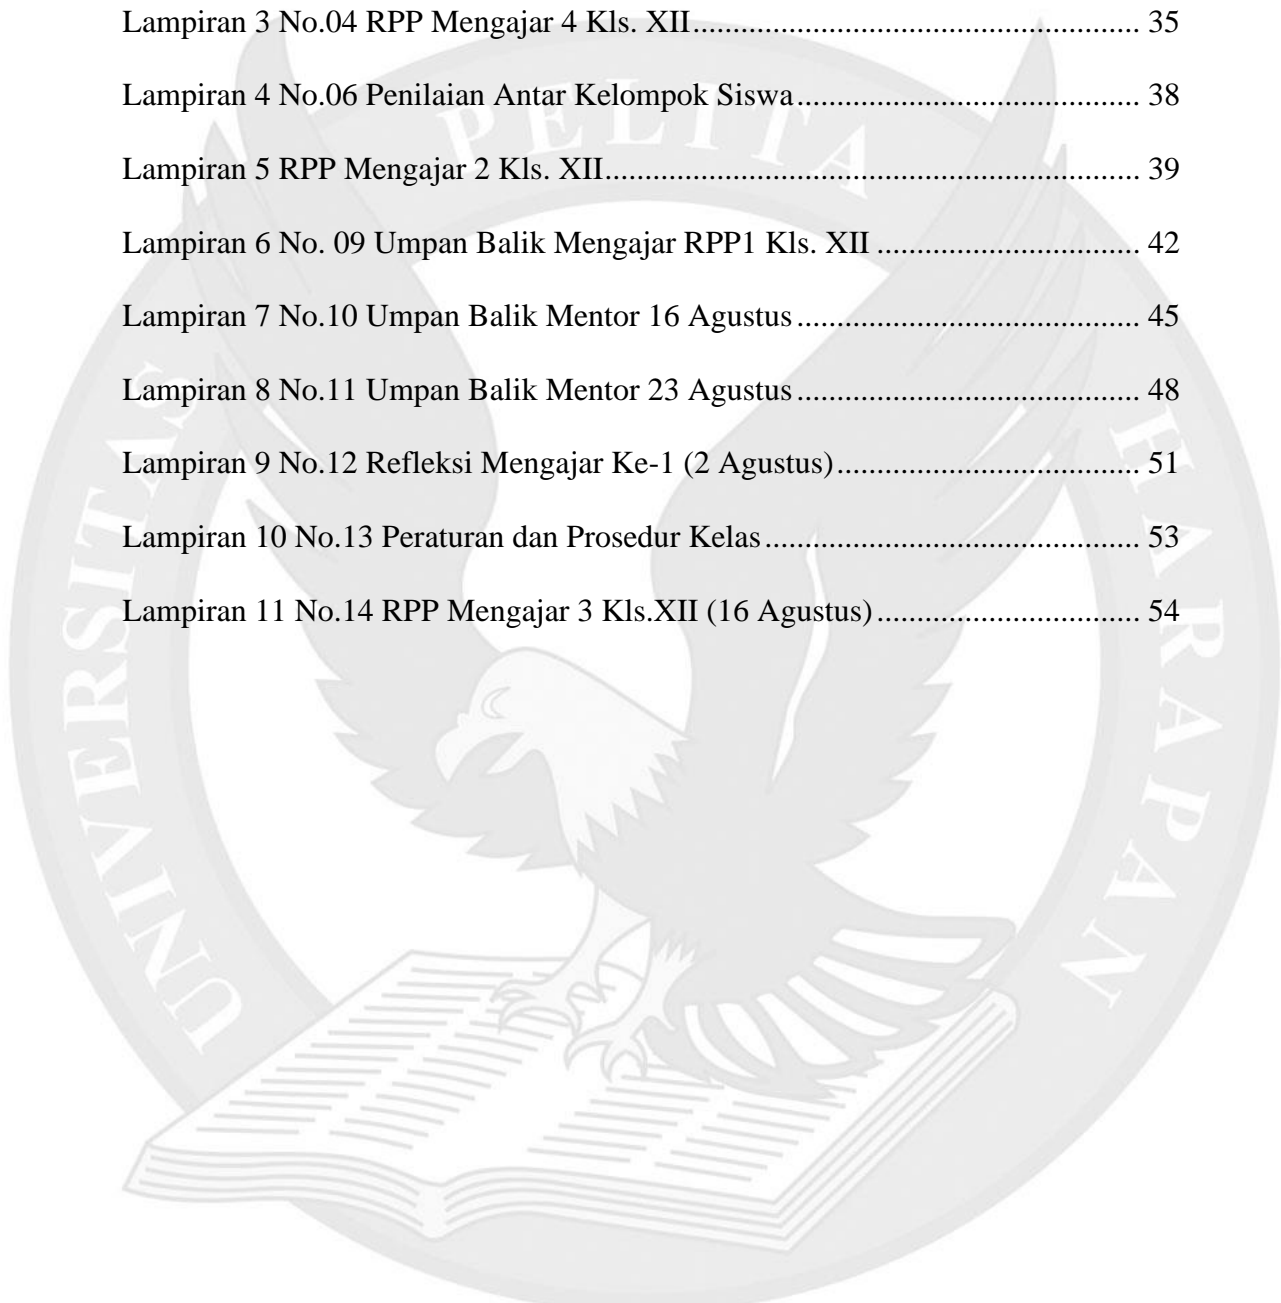 Lampiran 3 No.04 RPP Mengajar 4 Kls. XII...................................................... 35
Lampiran 4 No.06 Penilaian Antar Kelompok Siswa.......................................... 38
Lampiran 5 RPP Mengajar 2 Kls. XII................................................................. 39
Lampiran 6 No. 09 Umpan Balik Mengajar RPP1 Kls. XII ................................ 42
Lampiran 7 No.10 Umpan Balik Mentor 16 Agustus.......................................... 45
Lampiran 8 No.11 Umpan Balik Mentor 23 Agustus.......................................... 48
Lampiran 9 No.12 Refleksi Mengajar Ke-1 (2 Agustus)..................................... 51
Lampiran 10 No.13 Peraturan dan Prosedur Kelas.............................................. 53
Lampiran 11 No.14 RPP Mengajar 3 Kls.XII (16 Agustus)................................ 54
UNIVERSITAS PELITA HARAPAN